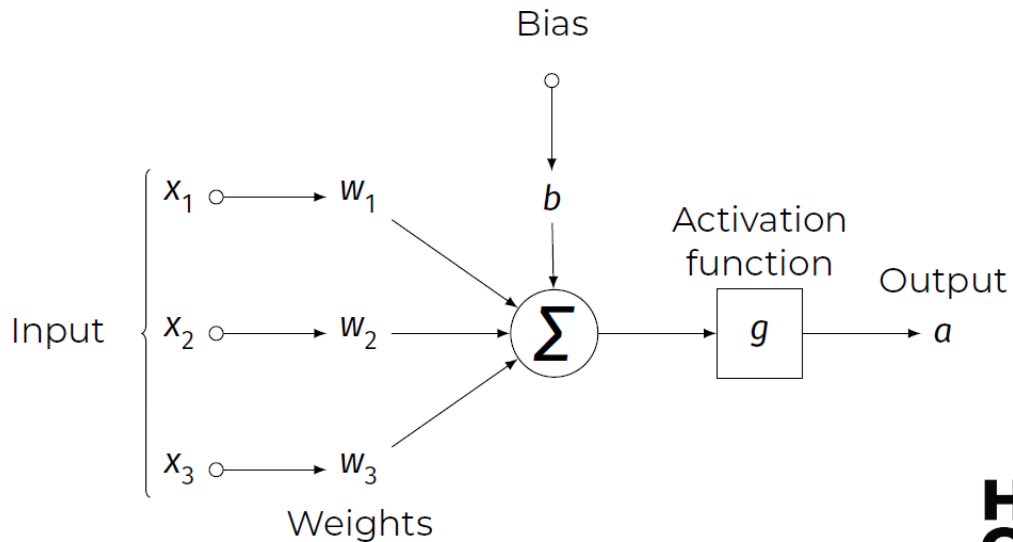 Bias
x1 w1 b
Activation
function
Output
Input x2 w2 Σ g a
x3 w3
Weights
H